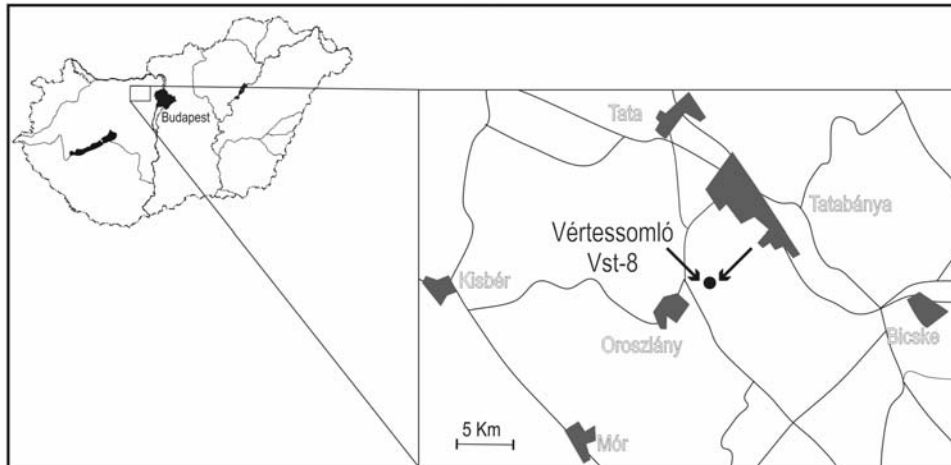 Budapest
Tata
Tatabánya
Vértessomló
Vst-8
Kisbér
Oroszlány
Bicske
5 Km
Mór